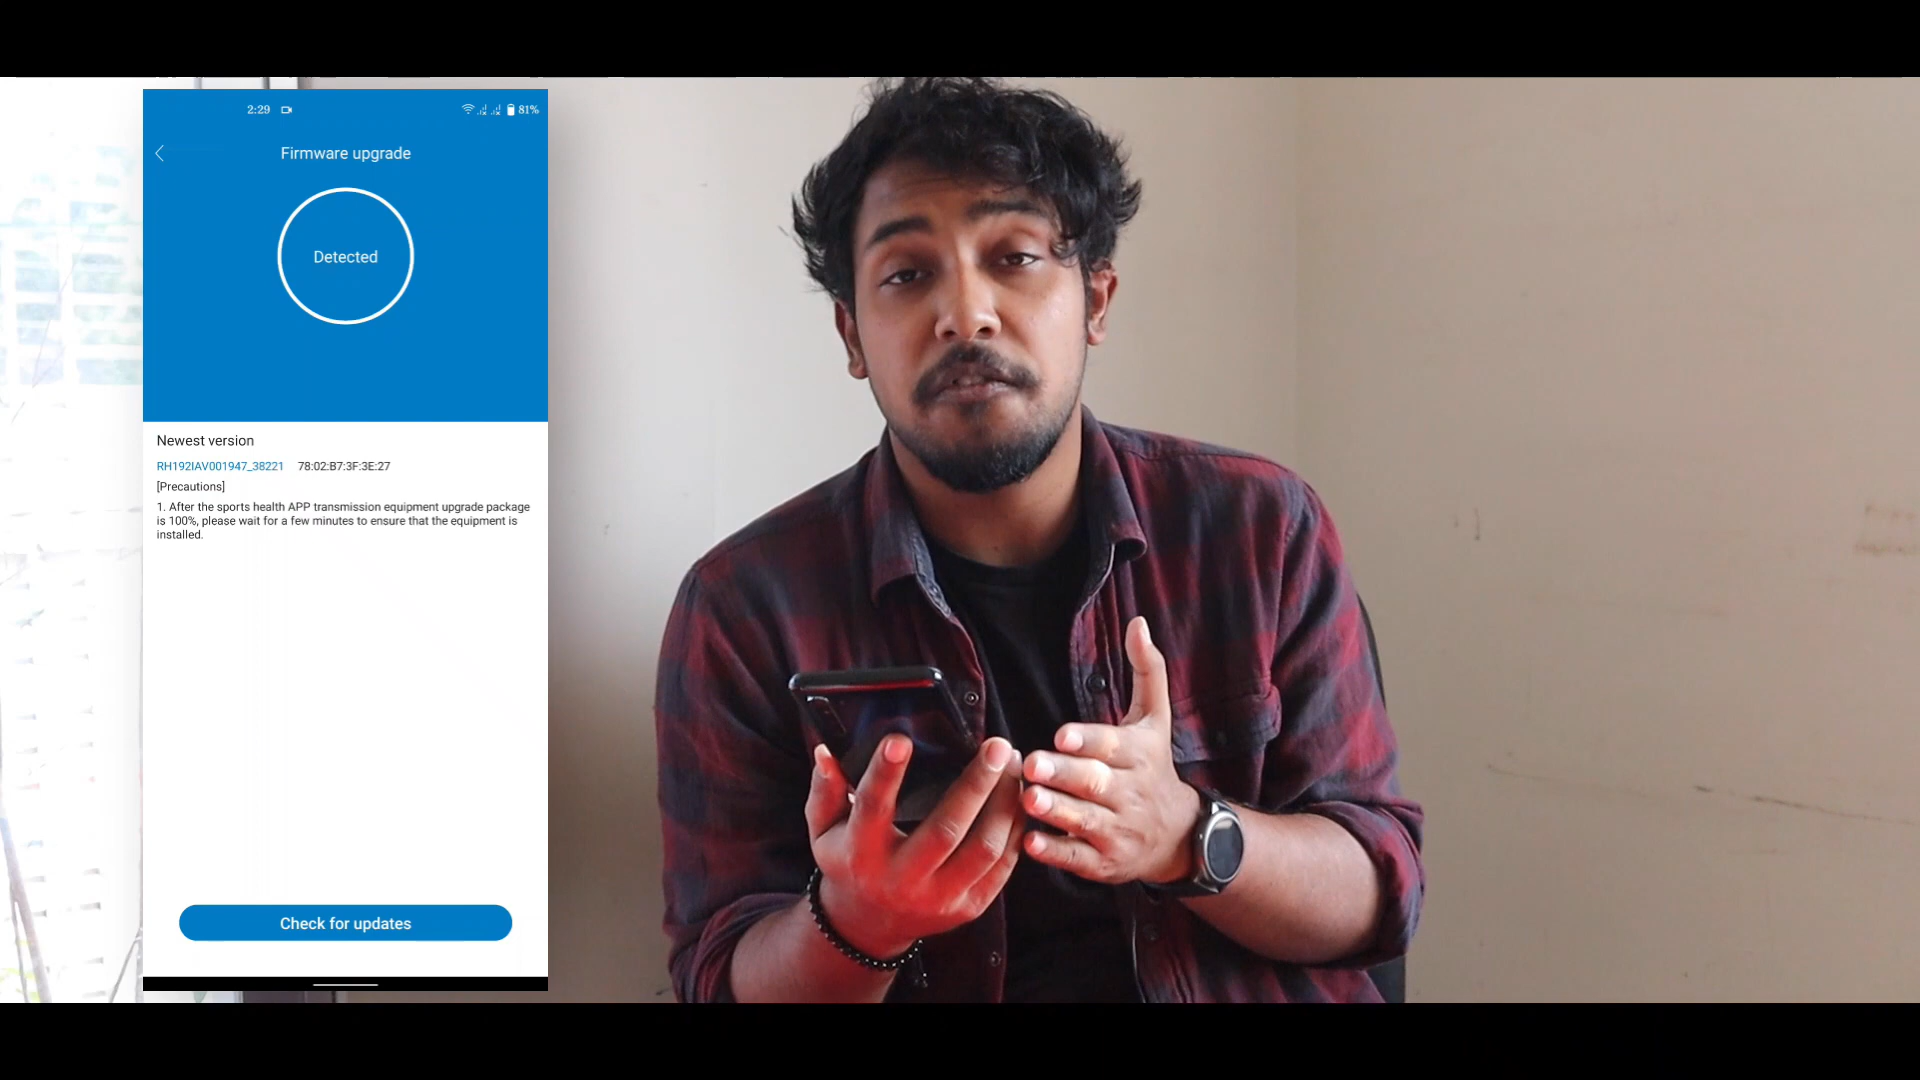 2:29 81%
Firmware upgrade
Detected
Newest version
RH192IAV001947_38221 78:02:B7:3F:3E:27
[Precautions]
1. After the sports health APP transmission equipment upgrade package
is 100%, please wait for a few minutes to ensure that the equipment is
installed.
Check for updates